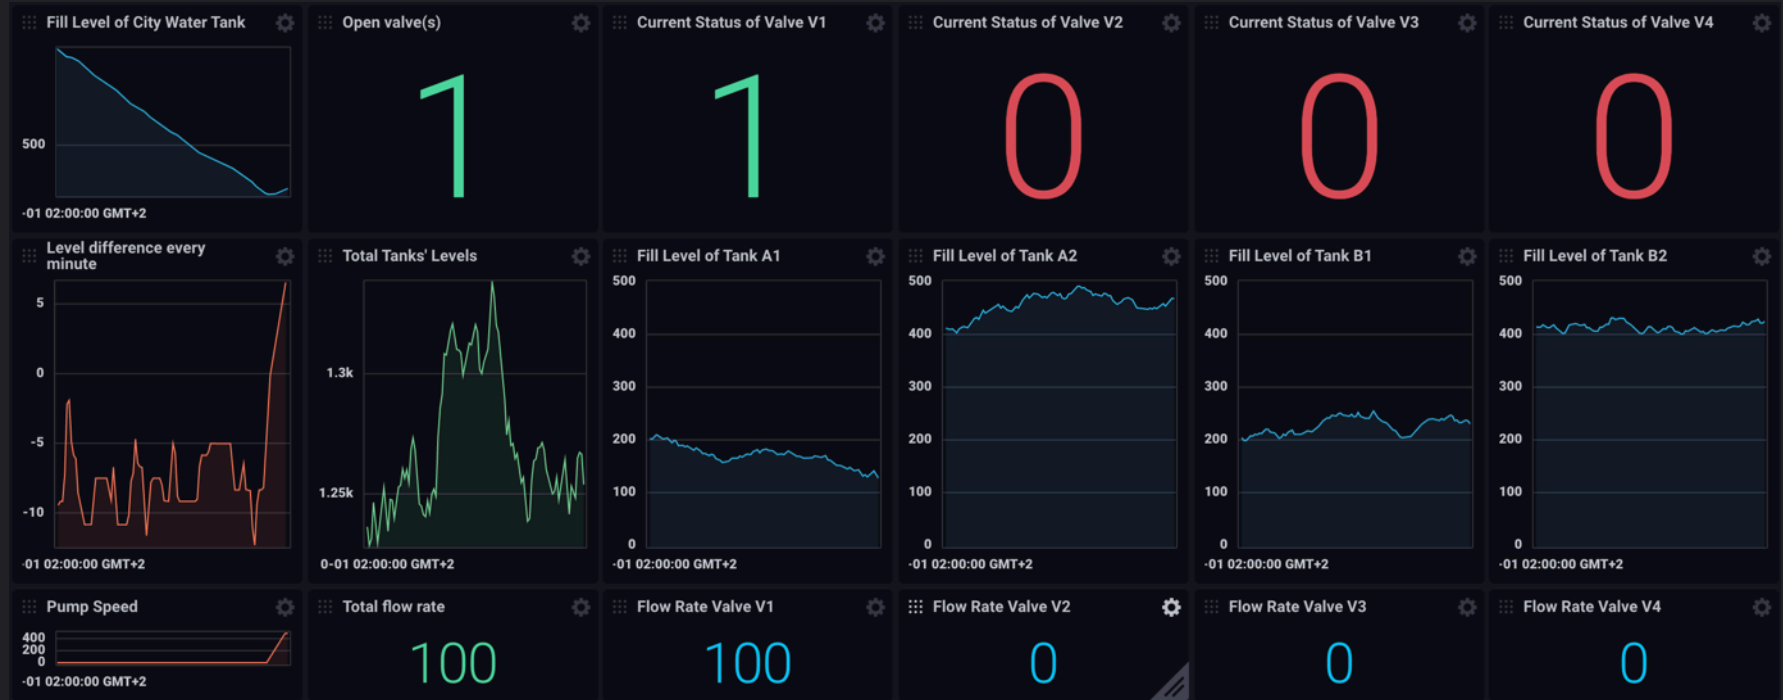 Fill Level of City Water Tank
500
-01 02:00:00 GMT+2
Open valve(s)
1
Current Status of Valve V1
1
Current Status of Valve V2
0
Current Status of Valve V3
0
Current Status of Valve V4
0
Level difference every
minute
5
0
-5
-10
-01 02:00:00 GMT+2
Total Tanks' Levels
1.3k
1.25k
0-01 02:00:00 GMT+2
Fill Level of Tank A1
500
400
300
200
100
0
-01 02:00:00 GMT+2
Fill Level of Tank A2
500
400
300
200
100
0
-01 02:00:00 GMT+2
Fill Level of Tank B1
500
400
300
200
100
0
-01 02:00:00 GMT+2
Fill Level of Tank B2
500
400
300
200
100
0
-01 02:00:00 GMT+2
Pump Speed
400
200
0
-01 02:00:00 GMT+2
Total flow rate
100
Flow Rate Valve V1
100
Flow Rate Valve V2
0
Flow Rate Valve V3
0
Flow Rate Valve V4
0